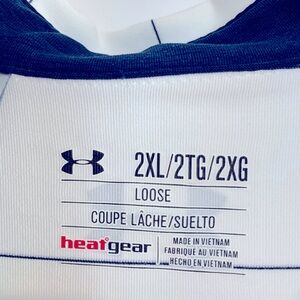 2XL/2TG/2XG
LOOSE
COUPE LÂCHE/SUELTO
heatgear
MADE IN VIETNAM
FABRIQUÉ AU VIETNAM
HECHO EN VIETNAM